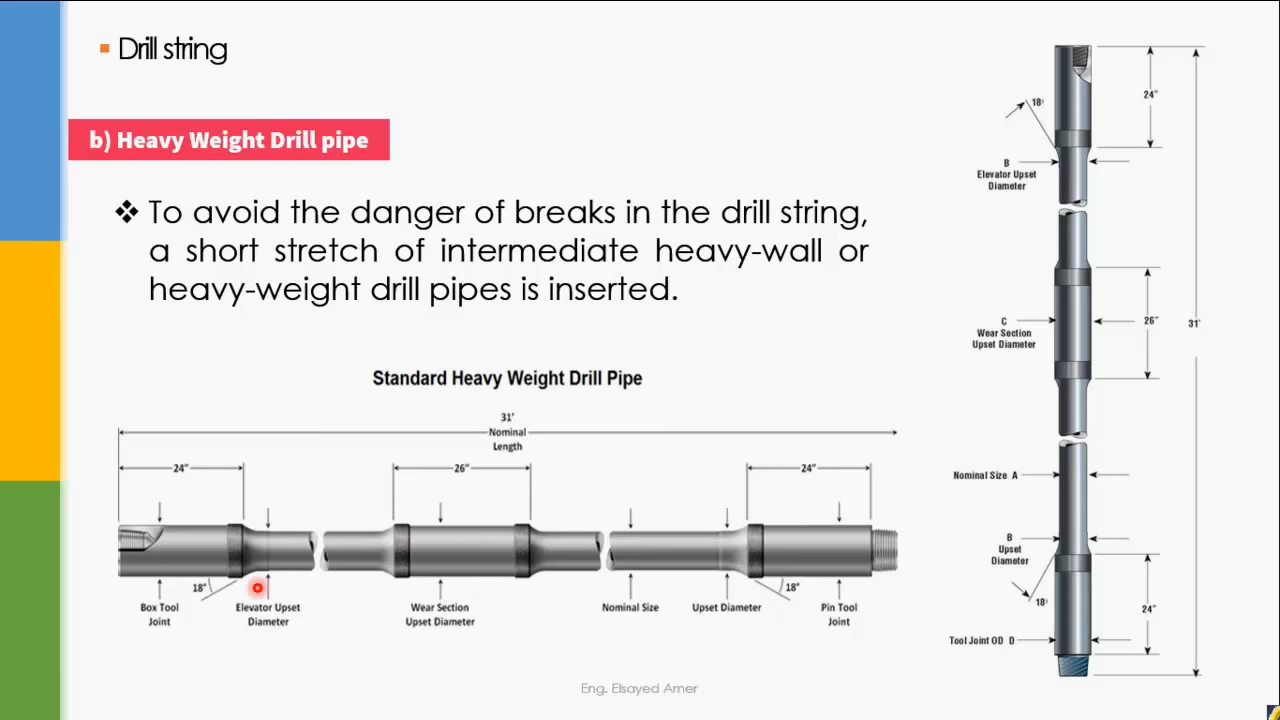 Drill string
b) Heavy Weight Drill pipe
To avoid the danger of breaks in the drill string,
a short stretch of intermediate heavy-wall or
heavy-weight drill pipes is inserted.
Standard Heavy Weight Drill Pipe
31'
Nominal
Length
24"
26"
24"
18°
18°
Box Tool
Joint
Elevator Upset
Diameter
Wear Section
Upset Diameter
Nominal Size
Upset Diameter
Pin Tool
Joint
24"
18°
B
Elevator Upset
Diameter
C
Wear Section
Upset Diameter
26"
31'
Nominal Size A
B
Upset
Diameter
18°
24"
Tool Joint OD D
Eng. Elsayed Amer